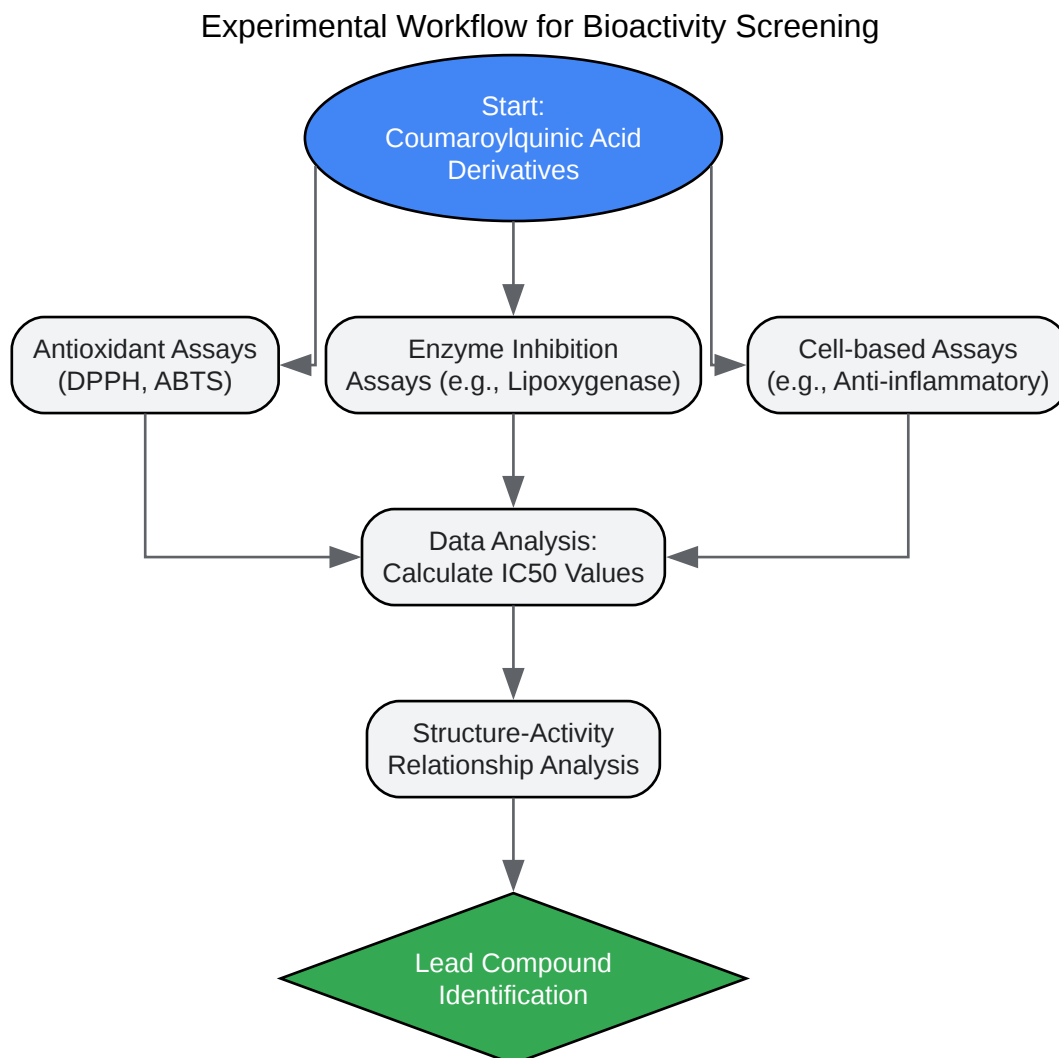 Experimental Workflow for Bioactivity Screening
Start:
Coumaroylquinic Acid
Derivatives
Antioxidant Assays
(DPPH, ABTS)
Enzyme Inhibition
Assays (e.g., Lipoxygenase)
Cell-based Assays
(e.g., Anti-inflammatory)
Data Analysis:
Calculate IC50 Values
Structure-Activity
Relationship Analysis
Lead Compound
Identification